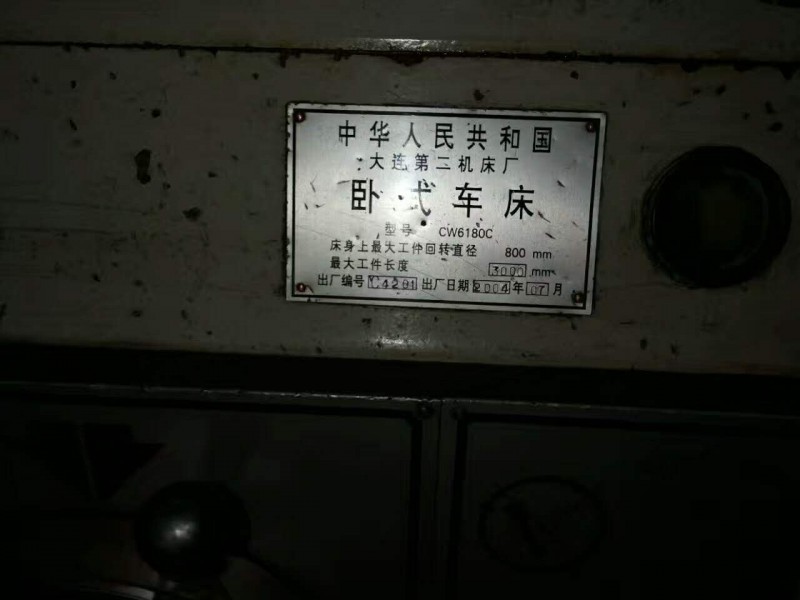 中华人民共和国
大连第二机床厂
卧式车床
型号 CW6180C
床身上最大工件回转直径 800 mm
最大工件长度 3000 mm
出厂编号 C4291 出厂日期 2004 年 07 月